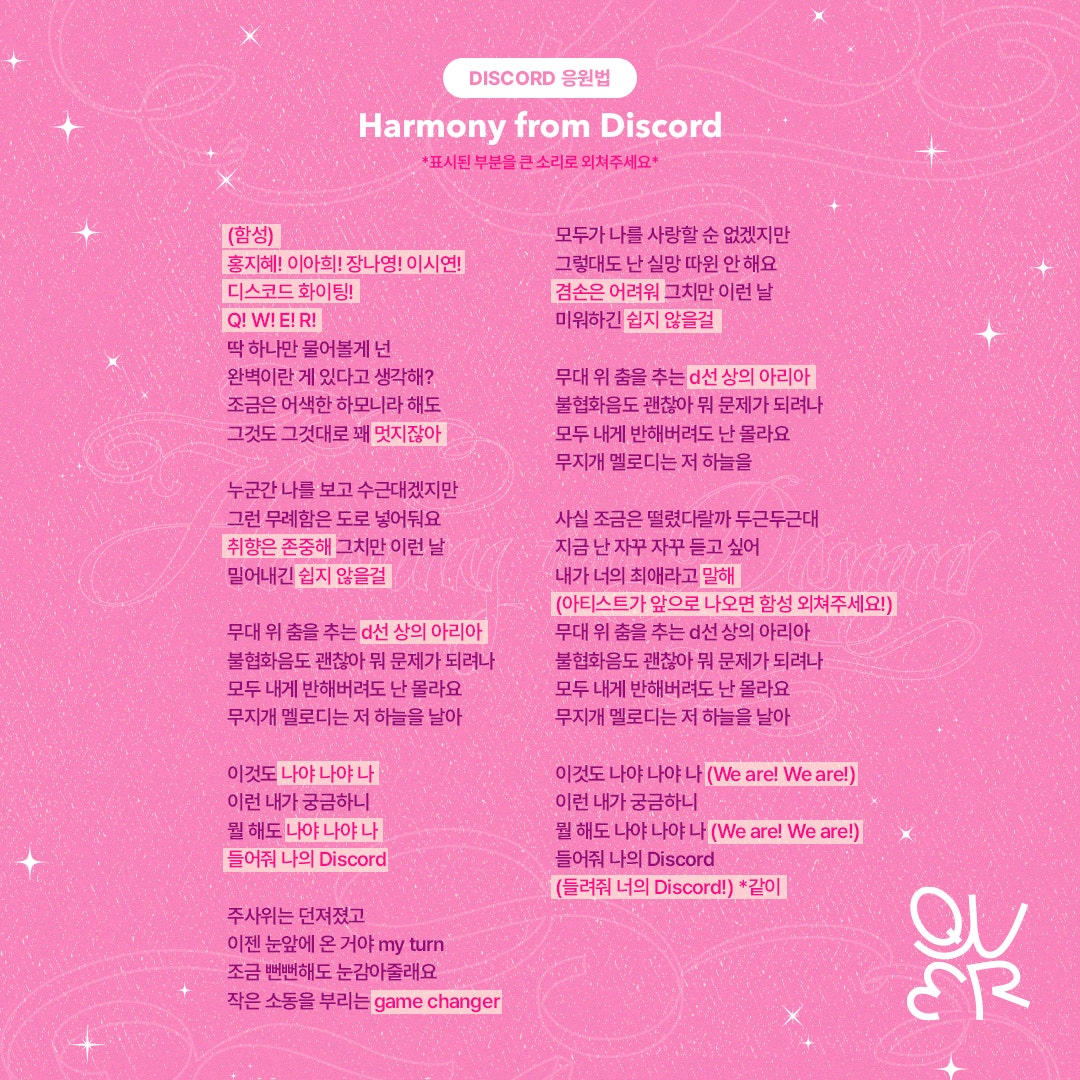 DISCORD 응원법
Harmony from Discord
*표시된 부분을 큰 소리로 외쳐주세요*
(함성)
홍지혜! 이아희! 장나영! 이시연!
디스코드 화이팅!
Q! W! E! R!
딱 하나만 물어볼게 넌
완벽이란 게 있다고 생각해?
조금은 어색한 하모니라 해도
그것도 그것대로 꽤 멋지잖아
누군간 나를 보고 수근대겠지만
그런 무례함은 도로 넣어둬요
취향은 존중해 그치만 이런 날
밀어내긴 쉽지 않을걸
무대 위 춤을 추는 d선 상의 아리아
불협화음도 괜찮아 뭐 문제가 되려나
모두 내게 반해버려도 난 몰라요
무지개 멜로디는 저 하늘을 날아
이것도 나야 나야 나
이런 내가 궁금하니
뭘 해도 나야 나야 나
들어줘 나의 Discord
주사위는 던져졌고
이젠 눈앞에 온 거야 my turn
조금 뻔뻔해도 눈감아줄래요
작은 소동을 부리는 game changer
모두가 나를 사랑할 순 없겠지만
그렇대도 난 실망 따윈 안 해요
겸손은 어려워 그치만 이런 날
미워하긴 쉽지 않을걸
무대 위 춤을 추는 d선 상의 아리아
불협화음도 괜찮아 뭐 문제가 되려나
모두 내게 반해버려도 난 몰라요
무지개 멜로디는 저 하늘을
사실 조금은 떨렸다랄까 두근두근대
지금 난 자꾸 자꾸 듣고 싶어
내가 너의 최애라고 말해
(아티스트가 앞으로 나오면 함성 외쳐주세요!)
무대 위 춤을 추는 d선 상의 아리아
불협화음도 괜찮아 뭐 문제가 되려나
모두 내게 반해버려도 난 몰라요
무지개 멜로디는 저 하늘을 날아
이것도 나야 나야 나 (We are! We are!)
이런 내가 궁금하니
뭘 해도 나야 나야 나 (We are! We are!)
들어줘 나의 Discord
(들려줘 너의 Discord!) *같이
QW
ER